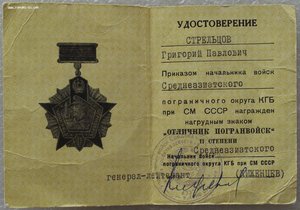 УДОСТОВЕРЕНИЕ
СТРЕЛЬЦОВ
Григорий Павлович
Приказом начальника войск
Среднеазиатского
пограничного округа КГБ
при СМ СССР награжден
нагрудным знаком
"ОТЛИЧНИК ПОГРАНВОЙСК"
II СТЕПЕНИ
Среднеазиатского
Начальник войск
пограничного округа КГБ при СМ СССР
генерал-лейтенант